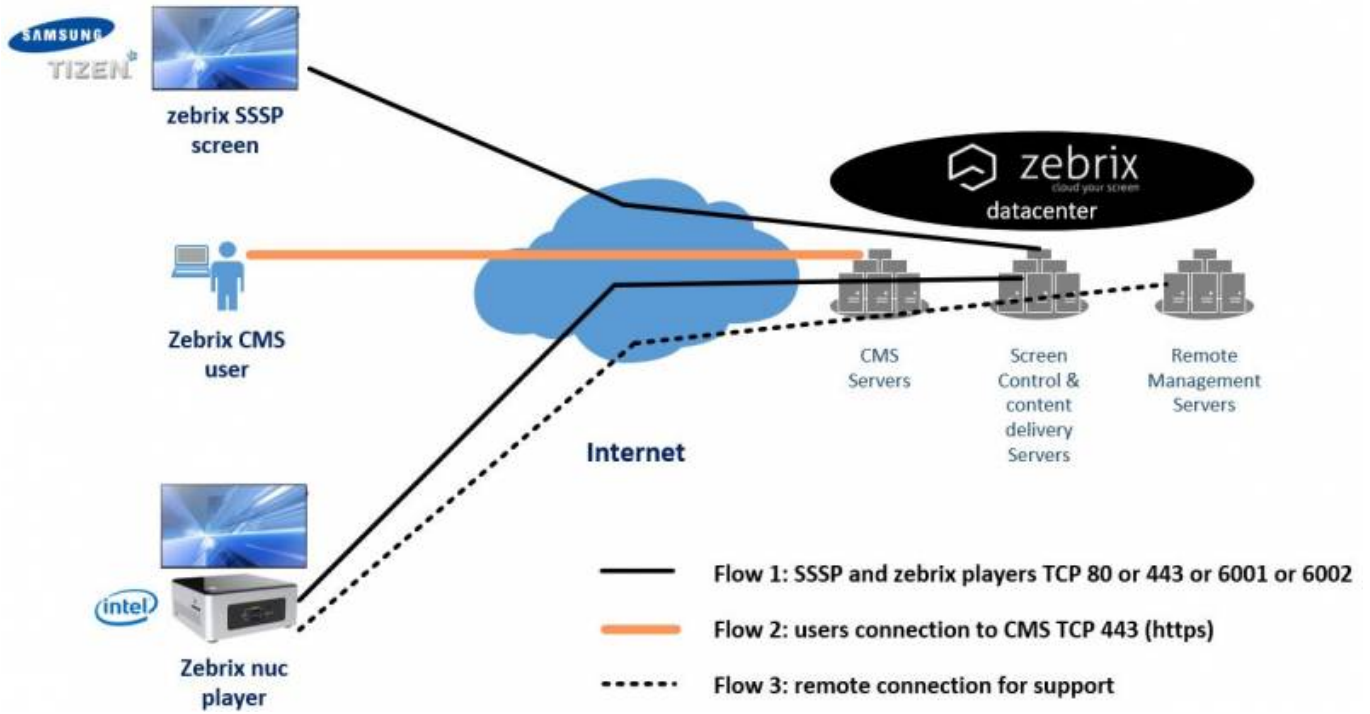 SAMSUNG
TIZEN
zebrix SSSP
screen
zebrix
cloud your screen
datacenter
Zebrix CMS
user
CMS
Servers
Screen
Control &
content
delivery
Servers
Remote
Management
Servers
Internet
intel
Zebrix nuc
player
Flow 1: SSSP and zebrix players TCP 80 or 443 or 6001 or 6002
Flow 2: users connection to CMS TCP 443 (https)
Flow 3: remote connection for support